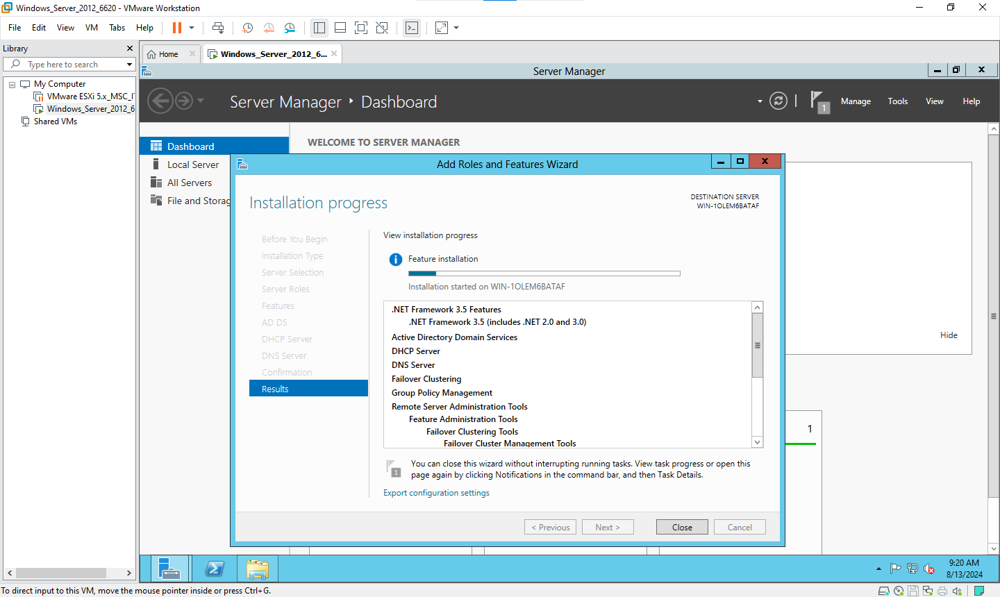 Windows_Server_2012_6620 - VMware Workstation
File Edit View VM Tabs Help
Library
Type here to search
My Computer
VMware ESXi 5.x_MSC_I
Windows_Server_2012_6
Shared VMs
Home
Windows_Server_2012_6...
Server Manager
Server Manager Dashboard
1
Manage Tools View Help
Dashboard
Local Server
All Servers
File and Storag
WELCOME TO SERVER MANAGER
Hide
1
Add Roles and Features Wizard
Installation progress
DESTINATION SERVER
WIN-1OLEM6BATAF
Before You Begin
Installation Type
Server Selection
Server Roles
Features
AD DS
DHCP Server
DNS Server
Confirmation
Results
View installation progress
Feature installation
Installation started on WIN-1OLEM6BATAF
.NET Framework 3.5 Features
.NET Framework 3.5 (includes .NET 2.0 and 3.0)
Active Directory Domain Services
DHCP Server
DNS Server
Failover Clustering
Group Policy Management
Remote Server Administration Tools
Feature Administration Tools
Failover Clustering Tools
Failover Cluster Management Tools
1
You can close this wizard without interrupting running tasks. View task progress or open this
page again by clicking Notifications in the command bar, and then Task Details.
Export configuration settings
< Previous
Next >
Close
Cancel
9:20 AM
8/13/2024
To direct input to this VM, move the mouse pointer inside or press Ctrl+G.